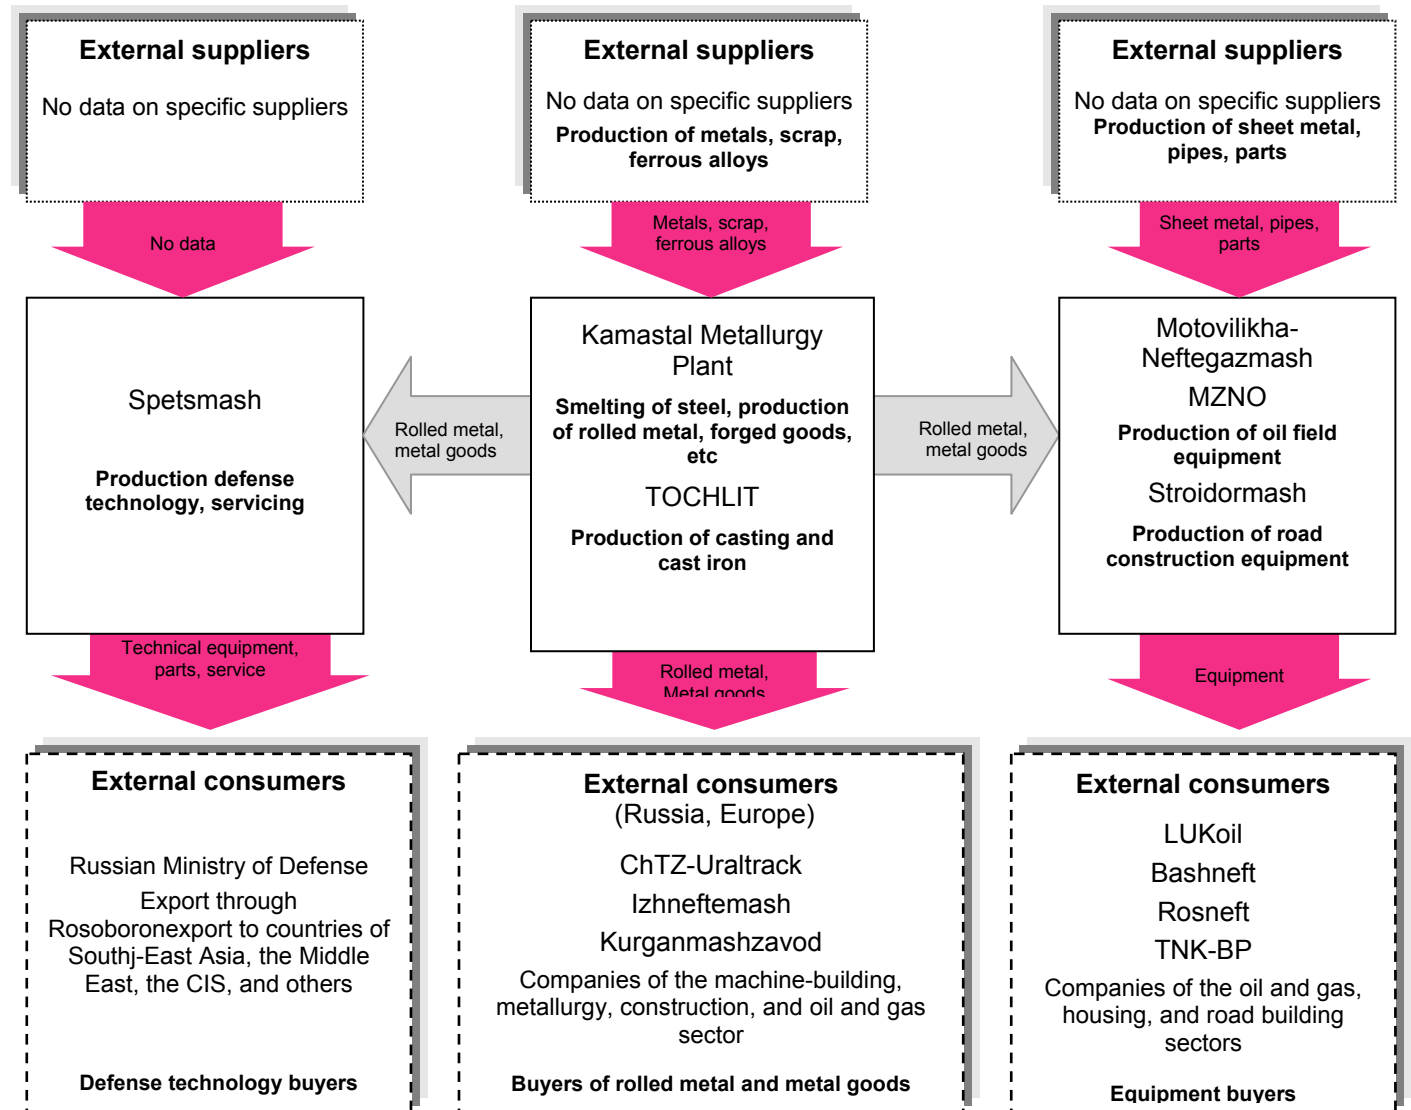 External suppliers
No data on specific suppliers
External suppliers
No data on specific suppliers
Production of metals, scrap,
ferrous alloys
External suppliers
No data on specific suppliers
Production of sheet metal,
pipes, parts
No data
Metals, scrap,
ferrous alloys
Sheet metal, pipes,
parts
Spetsmash
Production defense
technology, servicing
Rolled metal,
metal goods
Kamastal Metallurgy
Plant
Smelting of steel, production
of rolled metal, forged goods,
etc
TOCHLIT
Production of casting and
cast iron
Rolled metal,
metal goods
Motovilikha-
Neftegazmash
MZNO
Production of oil field
equipment
Stroidormash
Production of road
construction equipment
Technical equipment,
parts, service
Rolled metal,
Metal goods
Equipment
External consumers
Russian Ministry of Defense
Export through
Rosoboronexport to countries of
Southj-East Asia, the Middle
East, the CIS, and others
Defense technology buyers
External consumers
(Russia, Europe)
ChTZ-Uraltrack
Izhneftemash
Kurganmashzavod
Companies of the machine-building,
metallurgy, construction, and oil and gas
sector
Buyers of rolled metal and metal goods
External consumers
LUKoil
Bashneft
Rosneft
TNK-BP
Companies of the oil and gas,
housing, and road building
sectors
Equipment buyers